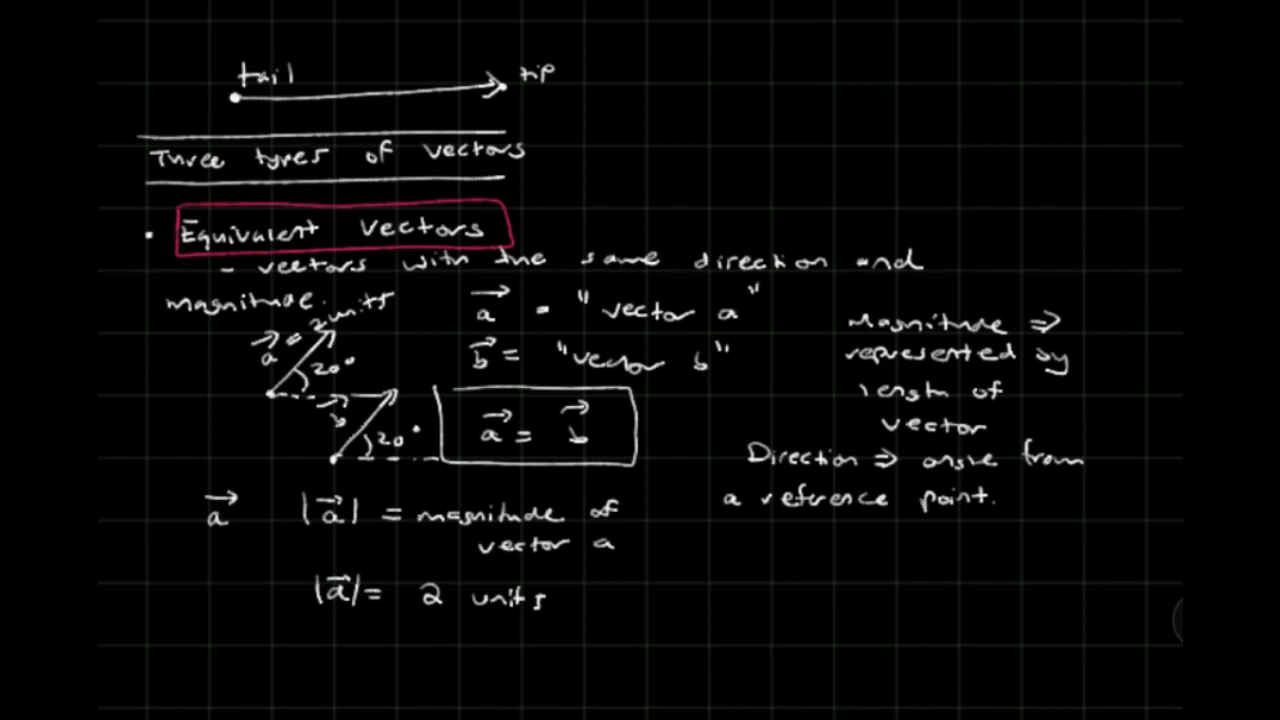 tail
tip
Three types of vectors
• Equivalent vectors
- vectors with the same direction and
magnitude.
a⃗ = 2 units
20°
b⃗
20°
a⃗ = "vector a"
b⃗ = "vector b"
a⃗ = b⃗
Magnitude ⇒
represented by
length of
vector
Direction ⇒ angle from
a reference point.
a⃗ |a⃗| = magnitude of
vector a
|a⃗| = 2 units